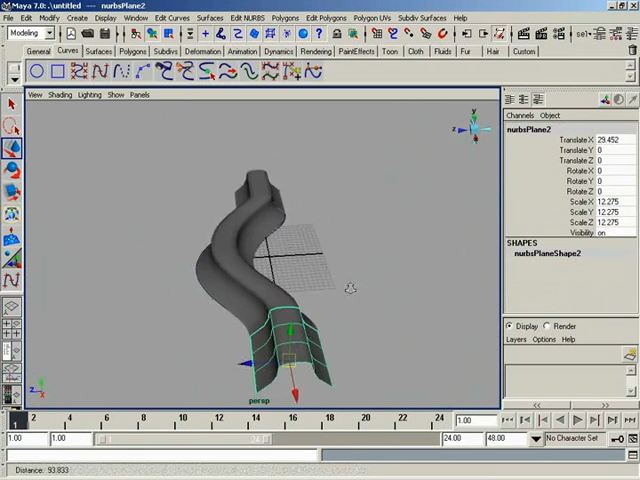 Maya 7.0: .\untitled --- nurbsPlane2
File Edit Modify Create Display Window Edit Curves Surfaces Edit NURBS Polygons Edit Polygons Polygon UVs Subdiv Surfaces Help
Modeling
sel
General Curves Surfaces Polygons Subdivs Deformation Animation Dynamics Rendering PaintEffects Toon Cloth Fluids Fur Hair Custom
View Shading Lighting Show Panels
Channels Object
nurbsPlane2
Translate X 29.452
Translate Y 0
Translate Z 0
Rotate X 0
Rotate Y 0
Rotate Z 0
Scale X 12.275
Scale Y 12.275
Scale Z 12.275
Visibility on
SHAPES
nurbsPlaneShape2
y
z
Display Render
Layers Options Help
persp
1 2 4 6 8 10 12 14 16 18 20 22 24
1.00
1.00 1.00 24 24.00 48.00 No Character Set
Distance: 93.833